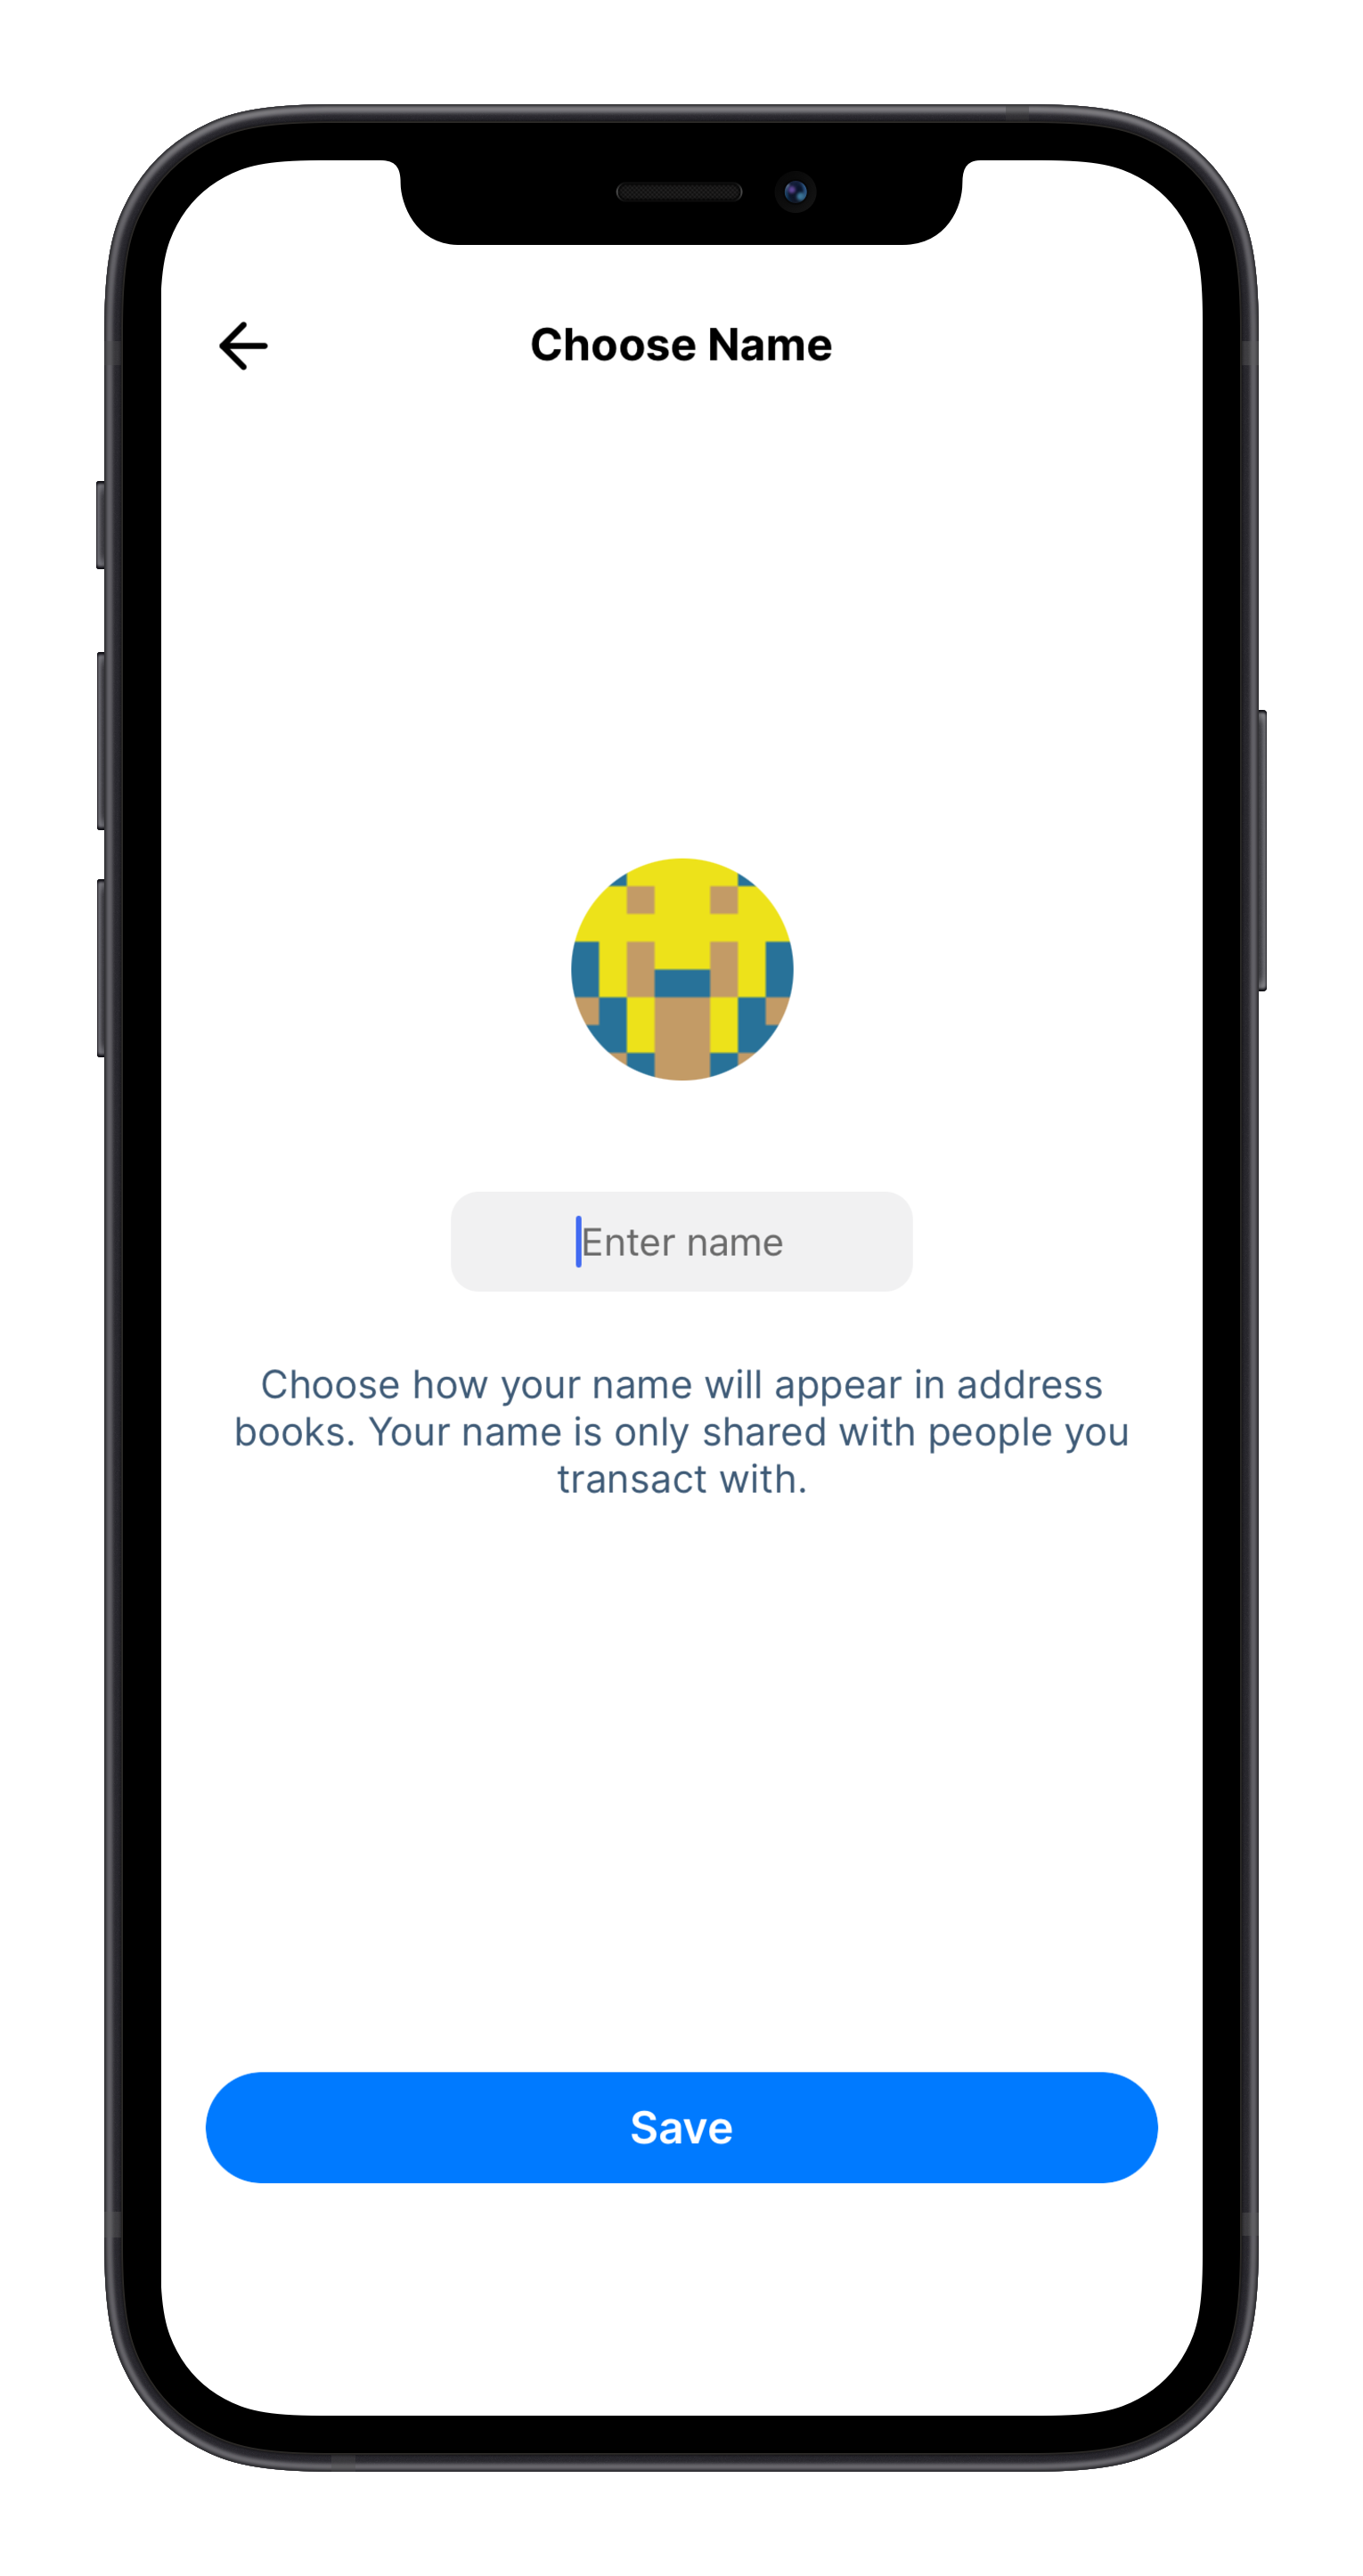 Choose Name
Enter name
Choose how your name will appear in address
books. Your name is only shared with people you
transact with.
Save